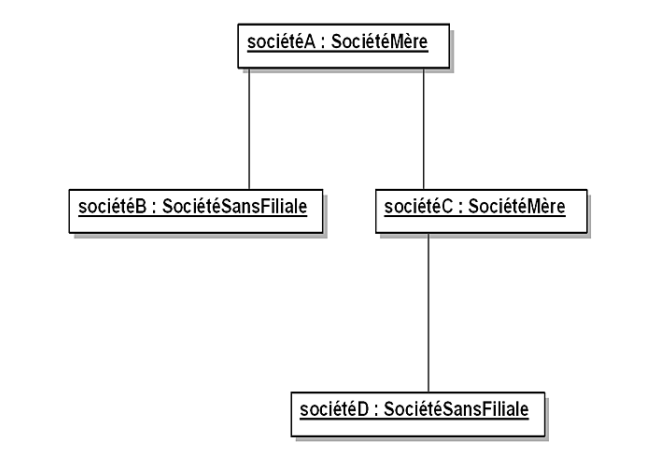 sociétéA : SociétéMère
sociétéB : SociétéSansFiliale
sociétéC : SociétéMère
sociétéD : SociétéSansFiliale